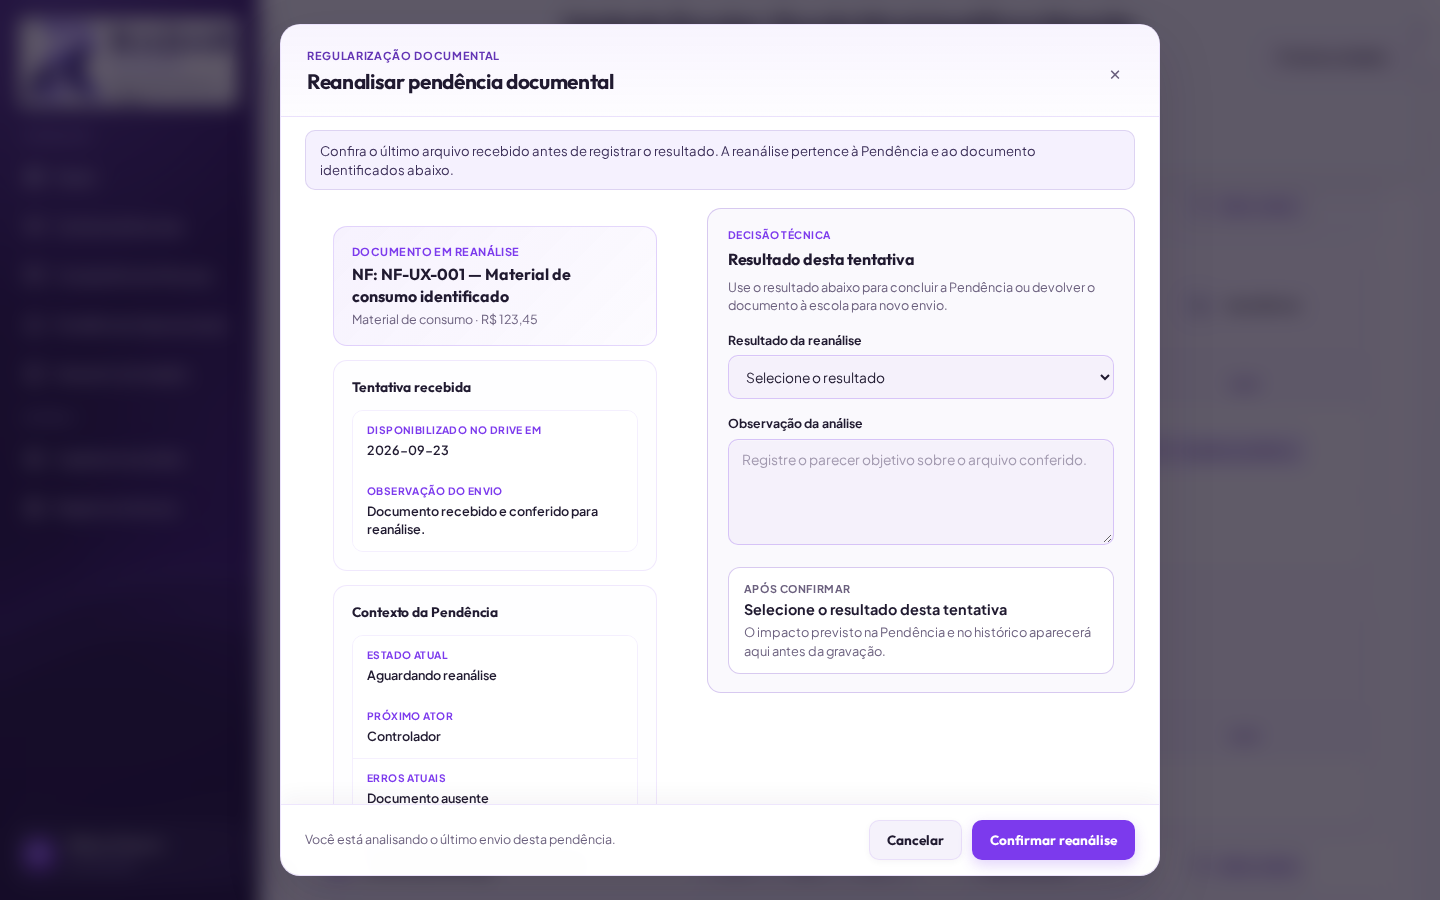 REGULARIZAÇÃO DOCUMENTAL
Reanalisar pendência documental
×
Confira o último arquivo recebido antes de registrar o resultado. A reanálise pertence à Pendência e ao documento
identificados abaixo.
DOCUMENTO EM REANÁLISE
NF: NF-UX-001 — Material de
consumo identificado
Material de consumo · R$ 123,45
Tentativa recebida
DISPONIBILIZADO NO DRIVE EM
2026-09-23
OBSERVAÇÃO DO ENVIO
Documento recebido e conferido para
reanálise.
Contexto da Pendência
ESTADO ATUAL
Aguardando reanálise
PRÓXIMO ATOR
Controlador
ERROS ATUAIS
Documento ausente
DECISÃO TÉCNICA
Resultado desta tentativa
Use o resultado abaixo para concluir a Pendência ou devolver o
documento à escola para novo envio.
Resultado da reanálise
Selecione o resultado
Observação da análise
Registre o parecer objetivo sobre o arquivo conferido.
APÓS CONFIRMAR
Selecione o resultado desta tentativa
O impacto previsto na Pendência e no histórico aparecerá
aqui antes da gravação.
Você está analisando o último envio desta pendência.
Cancelar
Confirmar reanálise